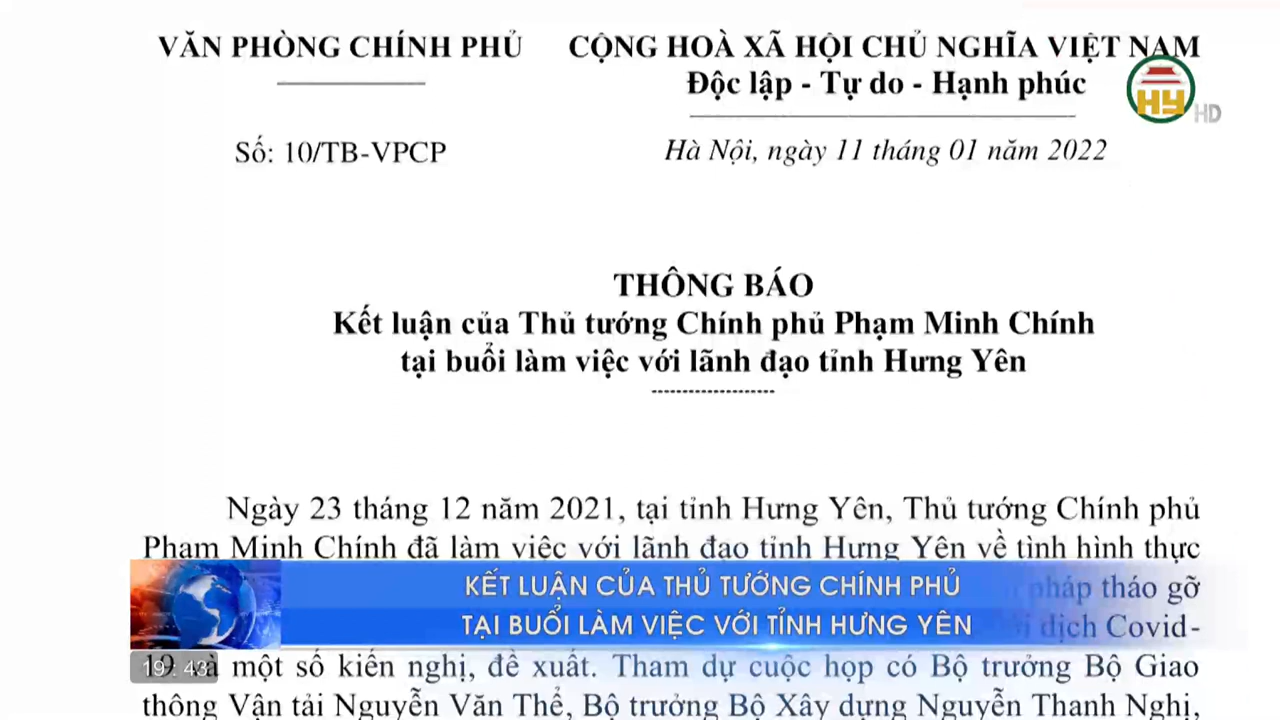 VĂN PHÒNG CHÍNH PHỦ
CỘNG HOÀ XÃ HỘI CHỦ NGHĨA VIỆT NAM
Độc lập - Tự do - Hạnh phúc
HY HD
Số: 10/TB-VPCP
Hà Nội, ngày 11 tháng 01 năm 2022
THÔNG BÁO
Kết luận của Thủ tướng Chính phủ Phạm Minh Chính
tại buổi làm việc với lãnh đạo tỉnh Hưng Yên
Ngày 23 tháng 12 năm 2021, tại tỉnh Hưng Yên, Thủ tướng Chính phủ
Phạm Minh Chính đã làm việc với lãnh đạo tỉnh Hưng Yên về tình hình thực
pháp tháo gỡ
KẾT LUẬN CỦA THỦ TƯỚNG CHÍNH PHỦ
dịch Covid-
TẠI BUỔI LÀM VIỆC VỚI TỈNH HƯNG YÊN
19:43
một số kiến nghị, đề xuất. Tham dự cuộc họp có Bộ trưởng Bộ Giao
thông Vận tải Nguyễn Văn Thể, Bộ trưởng Bộ Xây dựng Nguyễn Thanh Nghị,